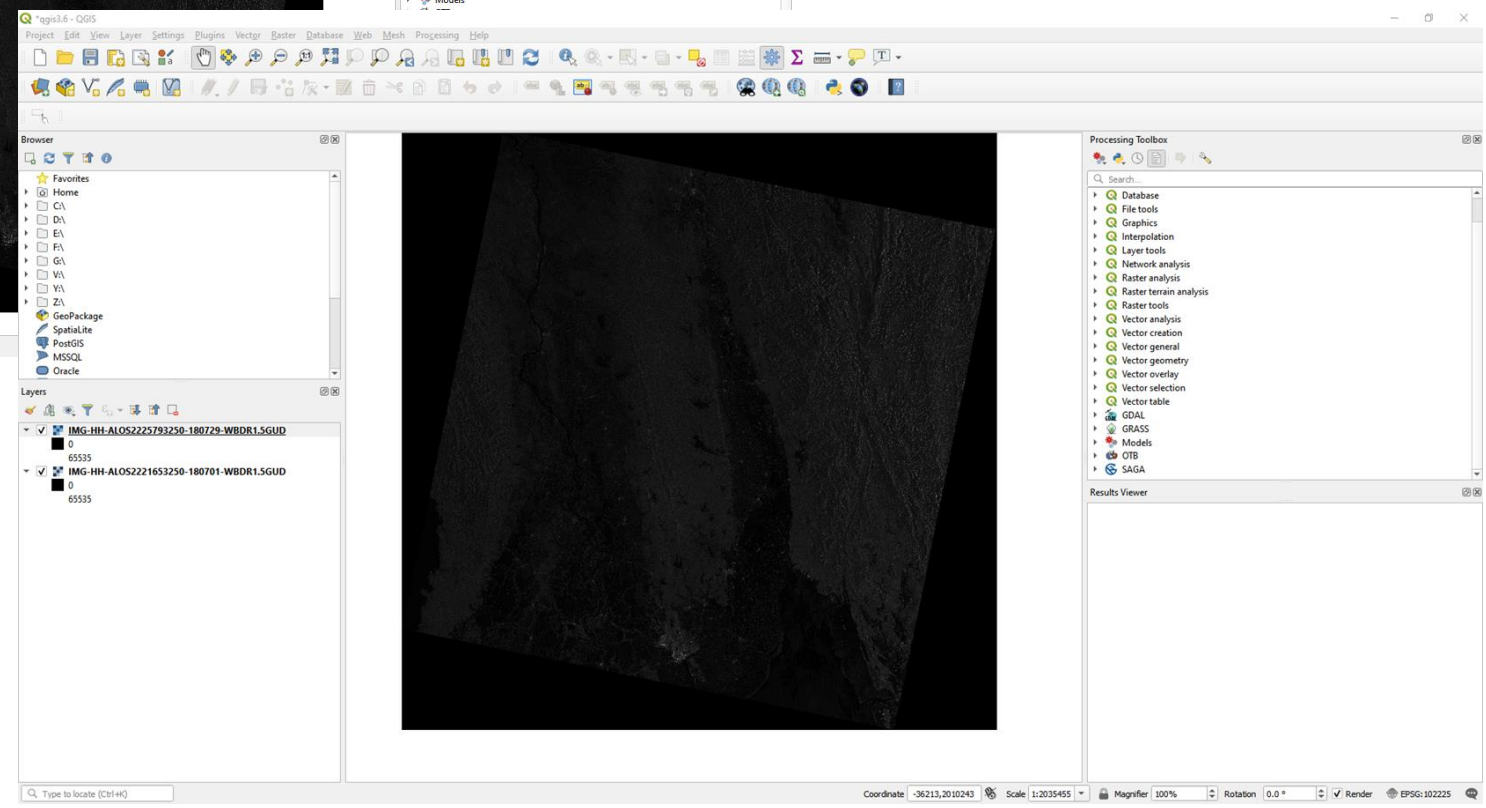 Models
*qgis3.6 - QGIS
Project Edit View Layer Settings Plugins Vector Raster Database Web Mesh Processing Help
Browser
Favorites
Home
C:\
D:\
E:\
F:\
G:\
V:\
Y:\
Z:\
GeoPackage
SpatiaLite
PostGIS
MSSQL
Oracle
Layers
IMG-HH-ALOS2225793250-180729-WBDR1.5GUD
0
65535
IMG-HH-ALOS2221653250-180701-WBDR1.5GUD
0
65535
Processing Toolbox
Search...
Database
File tools
Graphics
Interpolation
Layer tools
Network analysis
Raster analysis
Raster terrain analysis
Raster tools
Vector analysis
Vector creation
Vector general
Vector geometry
Vector overlay
Vector selection
Vector table
GDAL
GRASS
Models
OTB
SAGA
Results Viewer
Type to locate (Ctrl+K)
Coordinate -36213,2010243 Scale 1:2035455 Magnifier 100% Rotation 0.0 ° Render EPSG:102225